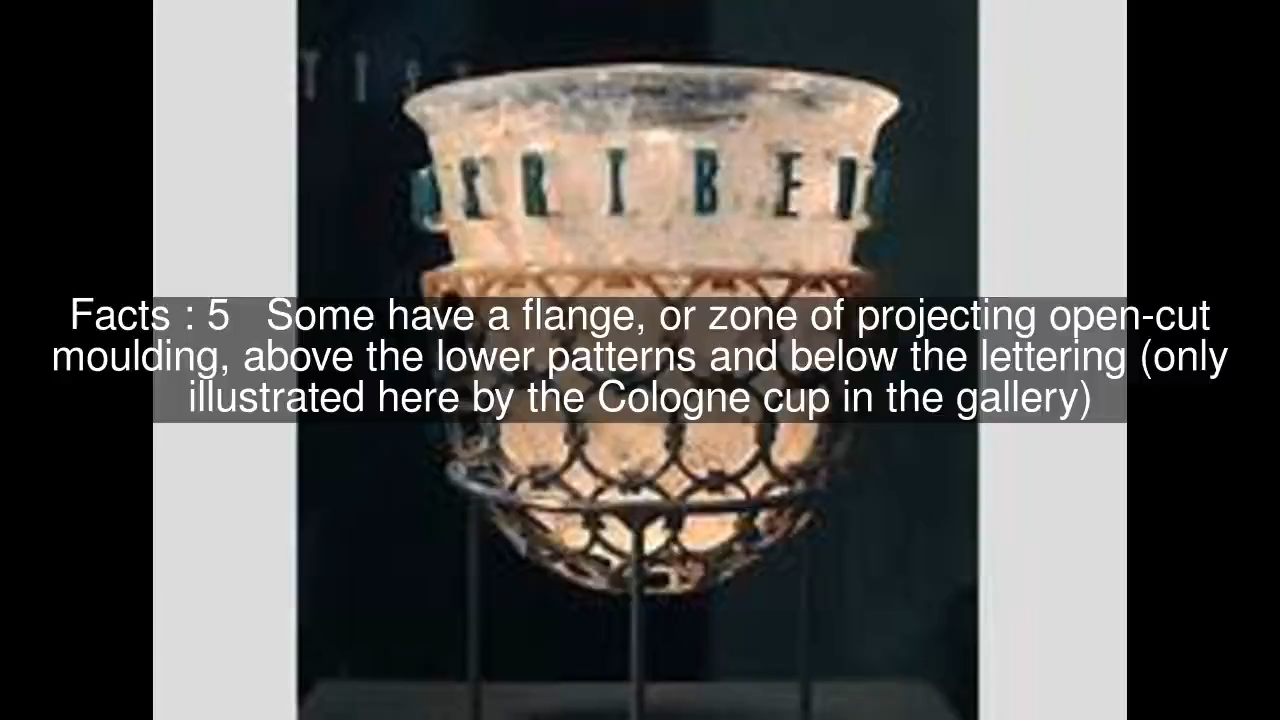 S R I B E
Facts : 5   Some have a flange, or zone of projecting open-cut
moulding, above the lower patterns and below the lettering (only
illustrated here by the Cologne cup in the gallery)